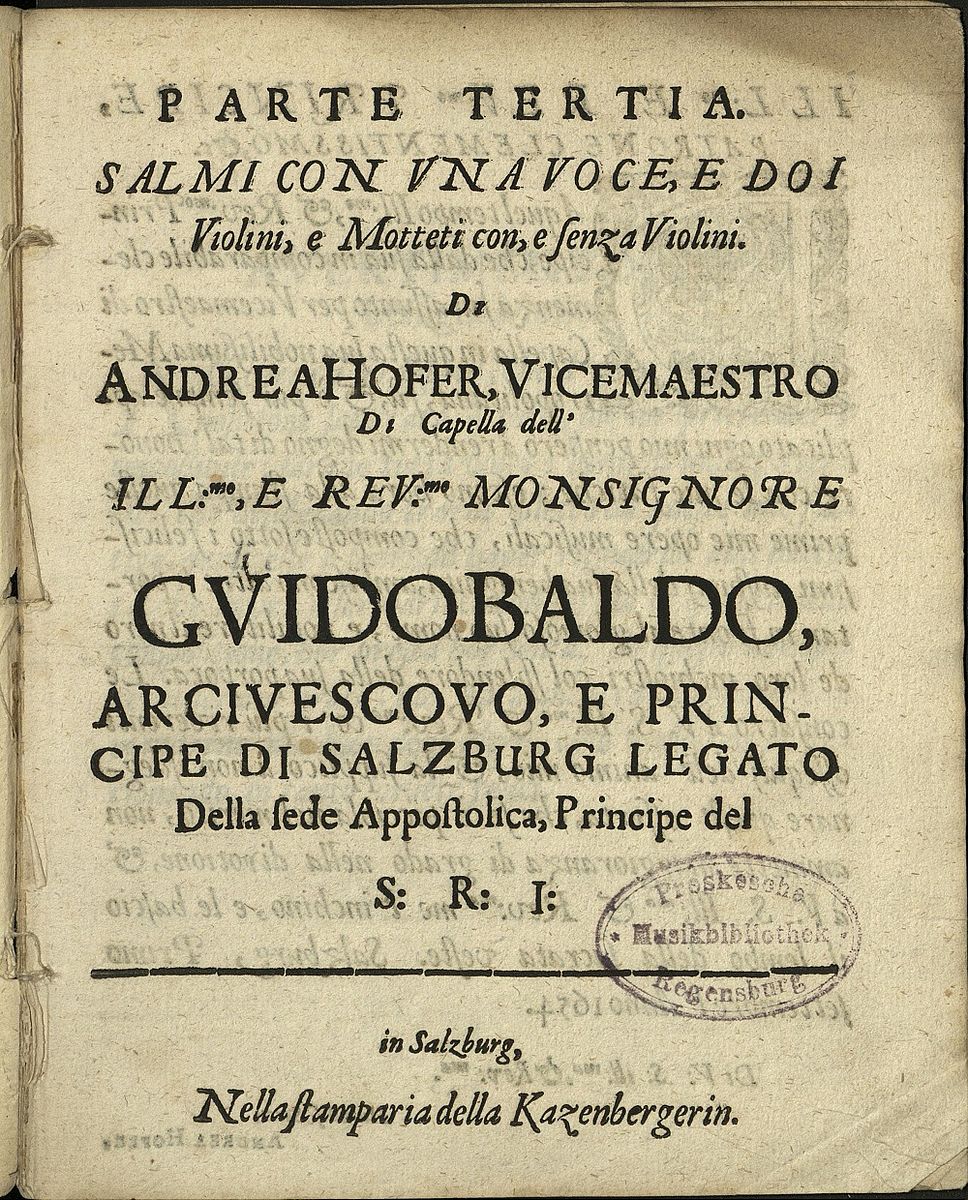 PARTE TERTIA.
SALMI CON VNA VOCE, E DOI
Violini, e Motteti con, e ſenza Violini.
Di
ANDREA HOFER, VICEMAESTRO
Di Capella dell'
ILL:mo, E REV:mo MONSIGNORE
GVIDOBALDO,
ARCIVESCOVO, E PRIN-
CIPE DI SALZBURG LEGATO
Della ſede Appoſtolica, Principe del
S: R: I:
Proskesche
* Musikbibliothek *
Regensburg
in Salzburg,
Nella ſtamparia della Kazenbergerin.